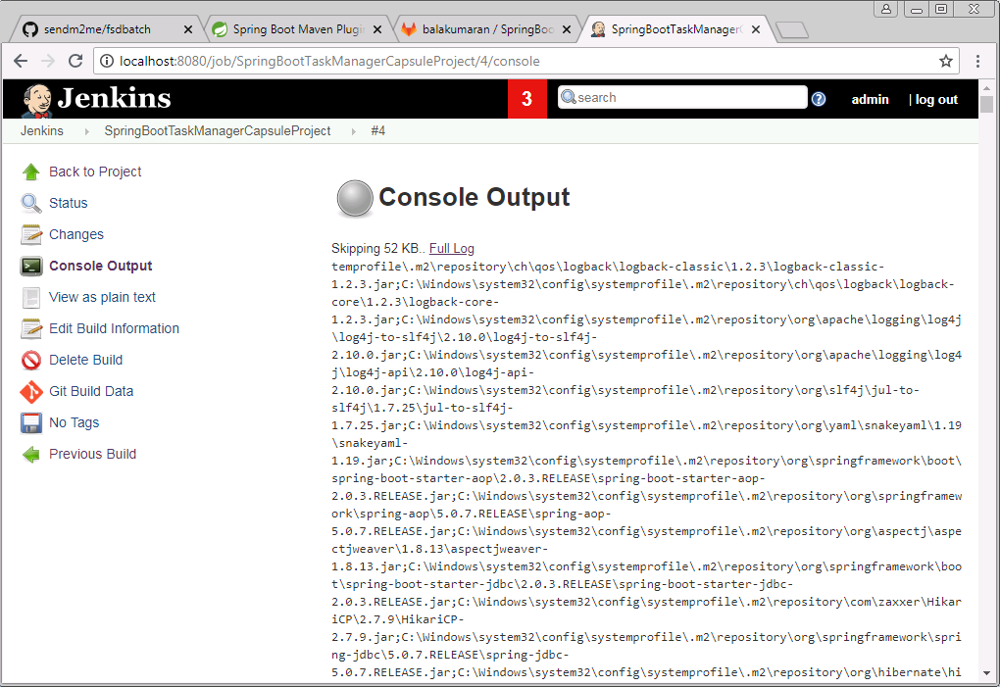 sendm2me/fsdbatch
Spring Boot Maven Plugi
balakumaran / SpringBoo
SpringBootTaskManager
localhost:8080/job/SpringBootTaskManagerCapsuleProject/4/console
Jenkins
3
search
?
admin
| log out
Jenkins
SpringBootTaskManagerCapsuleProject
#4
Back to Project
Status
Changes
Console Output
View as plain text
Edit Build Information
Delete Build
Git Build Data
No Tags
Previous Build
Console Output
Skipping 52 KB.. Full Log
temprofile\.m2\repository\ch\qos\logback\logback-classic\1.2.3\logback-classic-
1.2.3.jar;C:\Windows\system32\config\systemprofile\.m2\repository\ch\qos\logback\logback-
core\1.2.3\logback-core-
1.2.3.jar;C:\Windows\system32\config\systemprofile\.m2\repository\org\apache\logging\log4j
\log4j-to-slf4j\2.10.0\log4j-to-slf4j-
2.10.0.jar;C:\Windows\system32\config\systemprofile\.m2\repository\org\apache\logging\log4
j\log4j-api\2.10.0\log4j-api-
2.10.0.jar;C:\Windows\system32\config\systemprofile\.m2\repository\org\slf4j\jul-to-
slf4j\1.7.25\jul-to-slf4j-
1.7.25.jar;C:\Windows\system32\config\systemprofile\.m2\repository\org\yaml\snakeyaml\1.19
\snakeyaml-
1.19.jar;C:\Windows\system32\config\systemprofile\.m2\repository\org\springframework\boot\
spring-boot-starter-aop\2.0.3.RELEASE\spring-boot-starter-aop-
2.0.3.RELEASE.jar;C:\Windows\system32\config\systemprofile\.m2\repository\org\springframew
ork\spring-aop\5.0.7.RELEASE\spring-aop-
5.0.7.RELEASE.jar;C:\Windows\system32\config\systemprofile\.m2\repository\org\aspectj\aspe
ctjweaver\1.8.13\aspectjweaver-
1.8.13.jar;C:\Windows\system32\config\systemprofile\.m2\repository\org\springframework\boo
t\spring-boot-starter-jdbc\2.0.3.RELEASE\spring-boot-starter-jdbc-
2.0.3.RELEASE.jar;C:\Windows\system32\config\systemprofile\.m2\repository\com\zaxxer\Hikar
iCP\2.7.9\HikariCP-
2.7.9.jar;C:\Windows\system32\config\systemprofile\.m2\repository\org\springframework\spri
ng-jdbc\5.0.7.RELEASE\spring-jdbc-
5.0.7.RELEASE.jar;C:\Windows\system32\config\systemprofile\.m2\repository\org\hibernate\hi